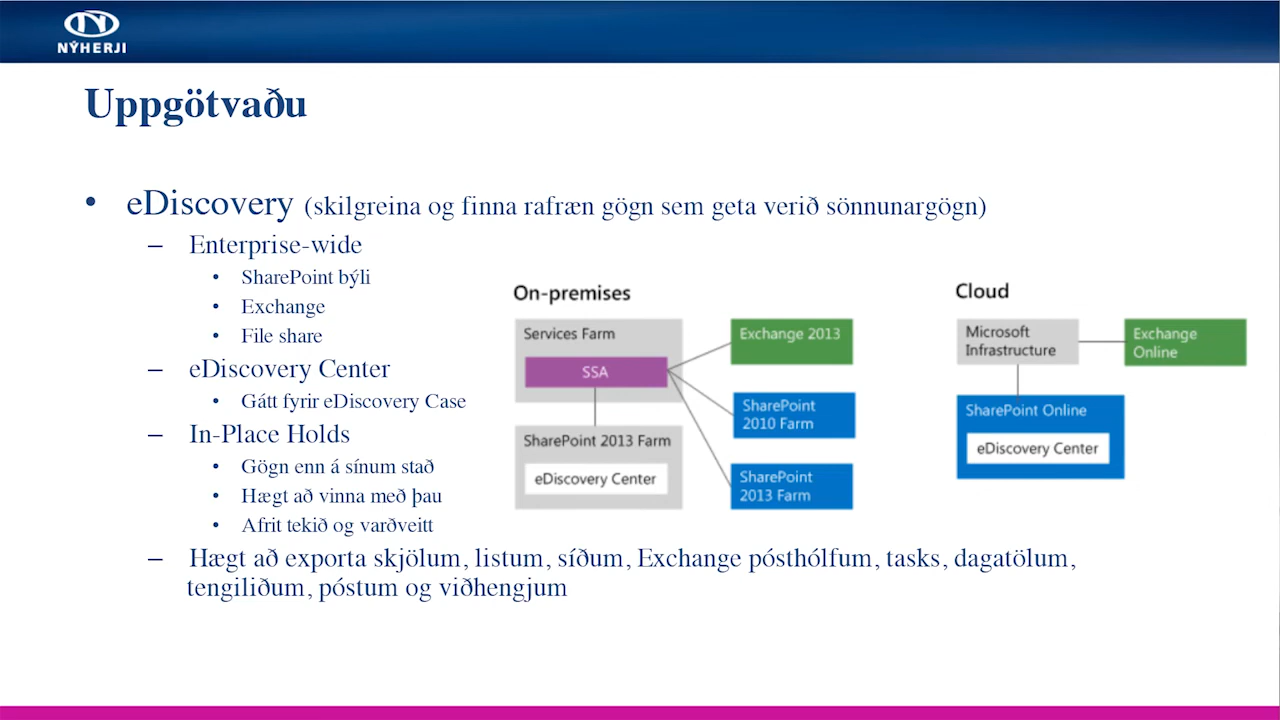 NÝHERJI
Uppgötvaðu
• eDiscovery (skilgreina og finna rafræn gögn sem geta verið sönnunargögn)
– Enterprise-wide
• SharePoint býli
• Exchange
• File share
– eDiscovery Center
• Gátt fyrir eDiscovery Case
– In-Place Holds
• Gögn enn á sínum stað
• Hægt að vinna með þau
• Afrit tekið og varðveitt
– Hægt að exporta skjölum, listum, síðum, Exchange pósthólfum, tasks, dagatölum,
tengiliðum, póstum og viðhengjum
On-premises
Services Farm
SSA
SharePoint 2013 Farm
eDiscovery Center
Exchange 2013
SharePoint
2010 Farm
SharePoint
2013 Farm
Cloud
Microsoft
Infrastructure
Exchange
Online
SharePoint Online
eDiscovery Center